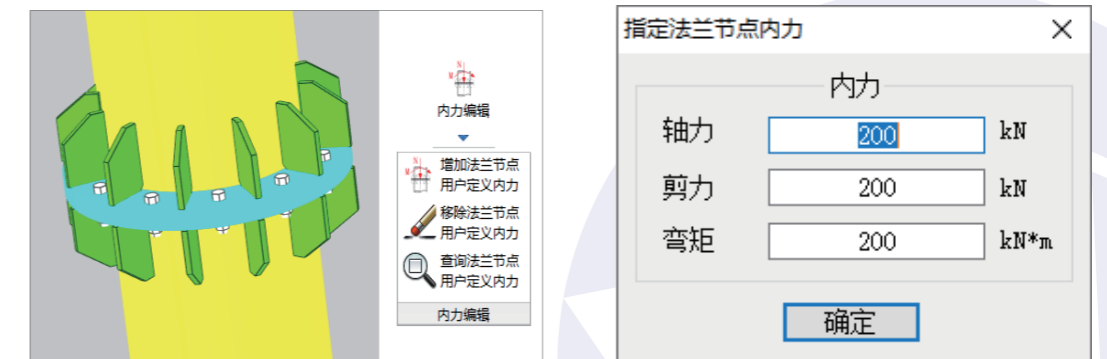 内力编辑
增加法兰节点
用户定义内力
移除法兰节点
用户定义内力
查询法兰节点
用户定义内力
内力编辑
指定法兰节点内力
内力
轴力 200 kN
剪力 200 kN
弯矩 200 kN*m
确定